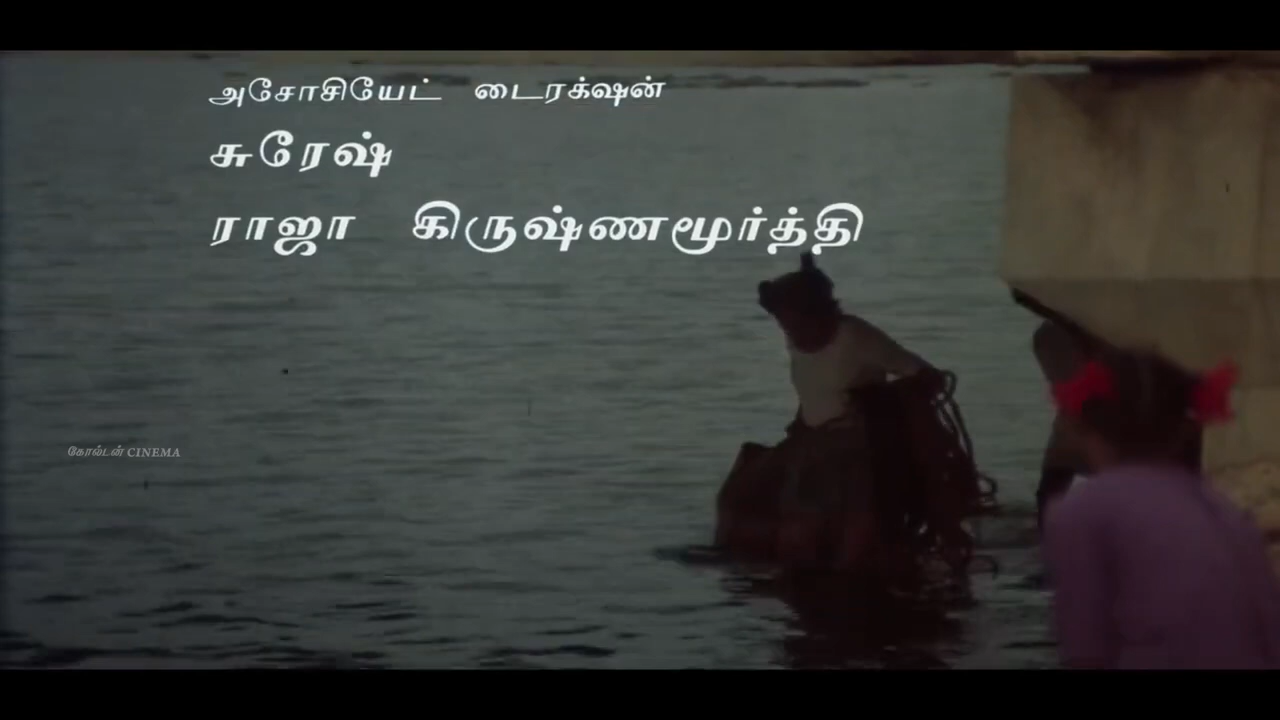 அசோசியேட் டைரக்‌ஷன்
சுரேஷ்
ராஜா கிருஷ்ணமூர்த்தி
கோல்டன் CINEMA